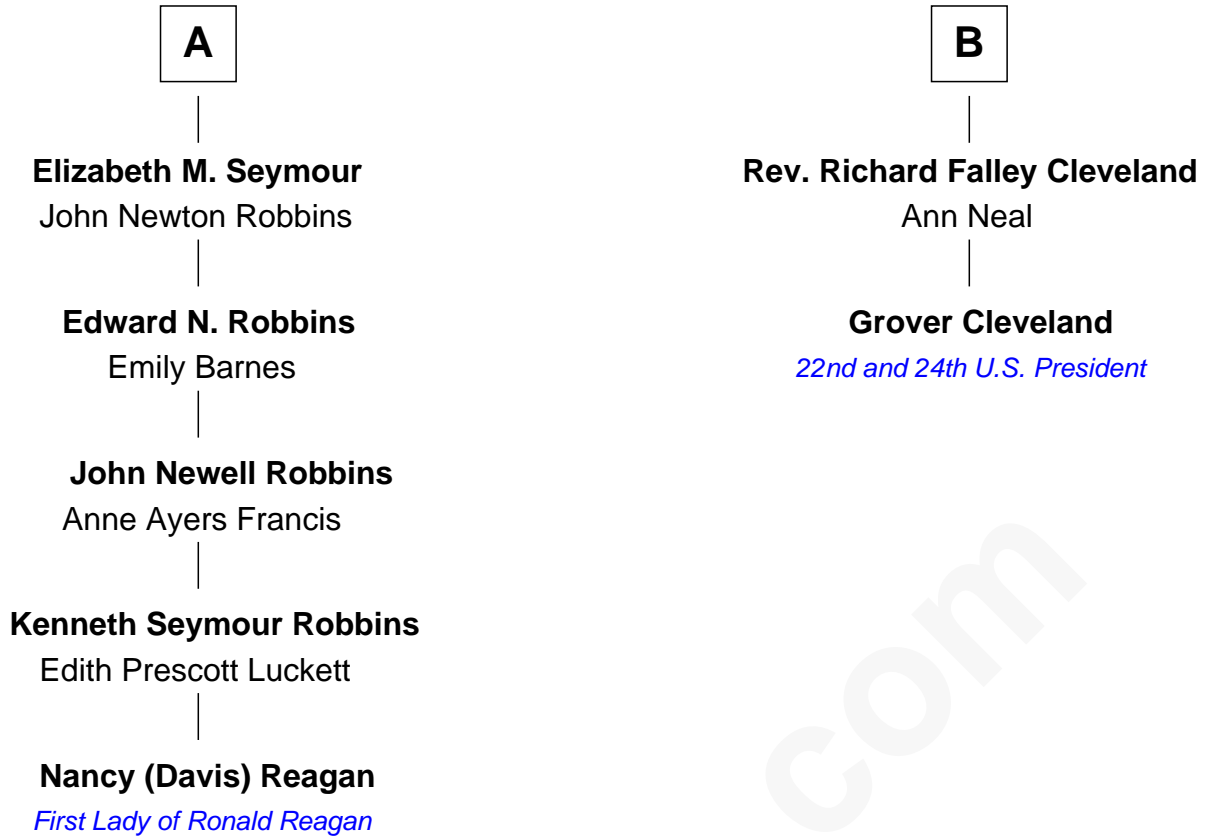 A
Elizabeth M. Seymour
John Newton Robbins
Edward N. Robbins
Emily Barnes
John Newell Robbins
Anne Ayers Francis
Kenneth Seymour Robbins
Edith Prescott Luckett
Nancy (Davis) Reagan
First Lady of Ronald Reagan
B
Rev. Richard Falley Cleveland
Ann Neal
Grover Cleveland
22nd and 24th U.S. President
com